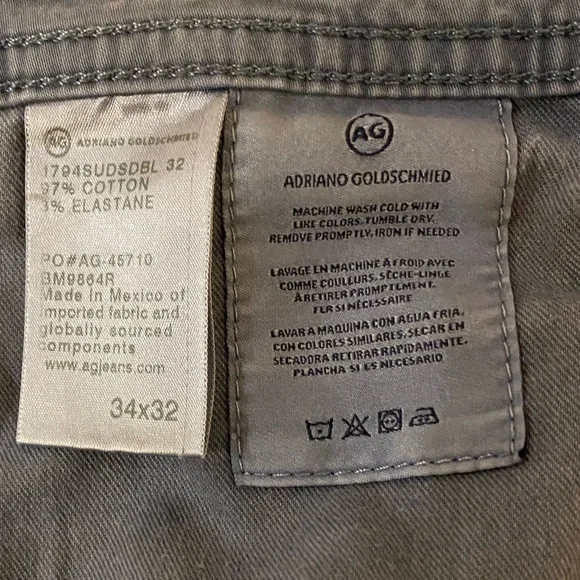 AG ADRIANO GOLDSCHMIED
1794SUDSDBL 32
97% COTTON
3% ELASTANE
PO#AG-45710
BM9864R
Made in Mexico of
imported fabric and
globally sourced
components
www.agjeans.com
34x32
AG
ADRIANO GOLDSCHMIED
MACHINE WASH COLD WITH
LIKE COLORS. TUMBLE DRY.
REMOVE PROMPTLY. IRON IF NEEDED
LAVAGE EN MACHINE À FROID AVEC
COMME COULEURS. SÈCHE-LINGE
À RETIRER PROMPTEMENT.
FER SI NÉCESSAIRE
LAVAR A MAQUINA CON AGUA FRIA.
CON COLORES SIMILARES. SECAR EN
SECADORA RETIRAR RAPIDAMENTE.
PLANCHA SI ES NECESARIO